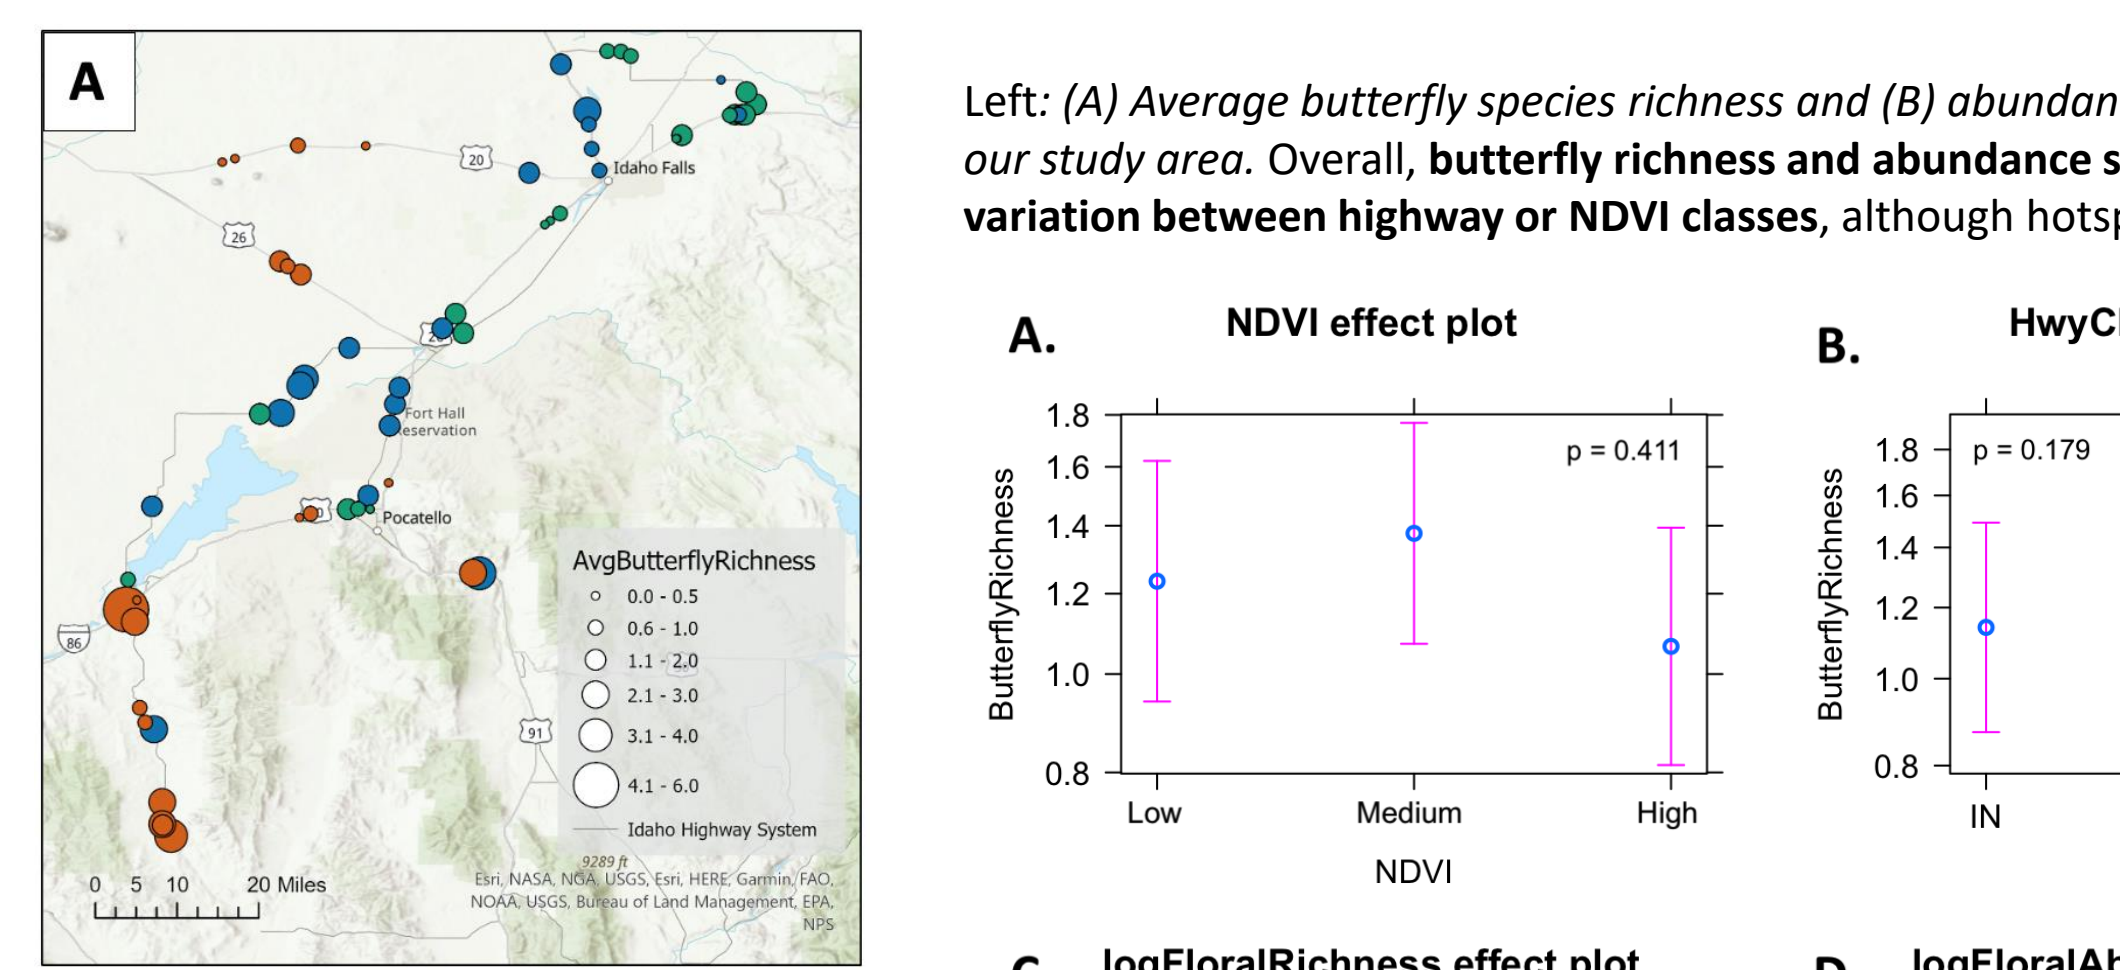 A
20
Idaho Falls
26
Fort Hall
eservation
Pocatello
86
91
AvgButterflyRichness
0.0 - 0.5
0.6 - 1.0
1.1 - 2.0
2.1 - 3.0
3.1 - 4.0
4.1 - 6.0
Idaho Highway System
9289 ft
0 5 10 20 Miles
Esri, NASA, NGA, USGS, Esri, HERE, Garmin, FAO,
NOAA, USGS, Bureau of Land Management, EPA,
NPS
Left: (A) Average butterfly species richness and (B) abundan
our study area. Overall, butterfly richness and abundance s
variation between highway or NDVI classes, although hotsp
A.
NDVI effect plot
1.8
1.6
1.4
1.2
1.0
0.8
p = 0.411
ButterflyRichness
Low Medium High
NDVI
B.
HwyCl
1.8
1.6
1.4
1.2
1.0
0.8
p = 0.179
ButterflyRichness
IN
C. logFloralRichness effect plot
D. logFloralAb